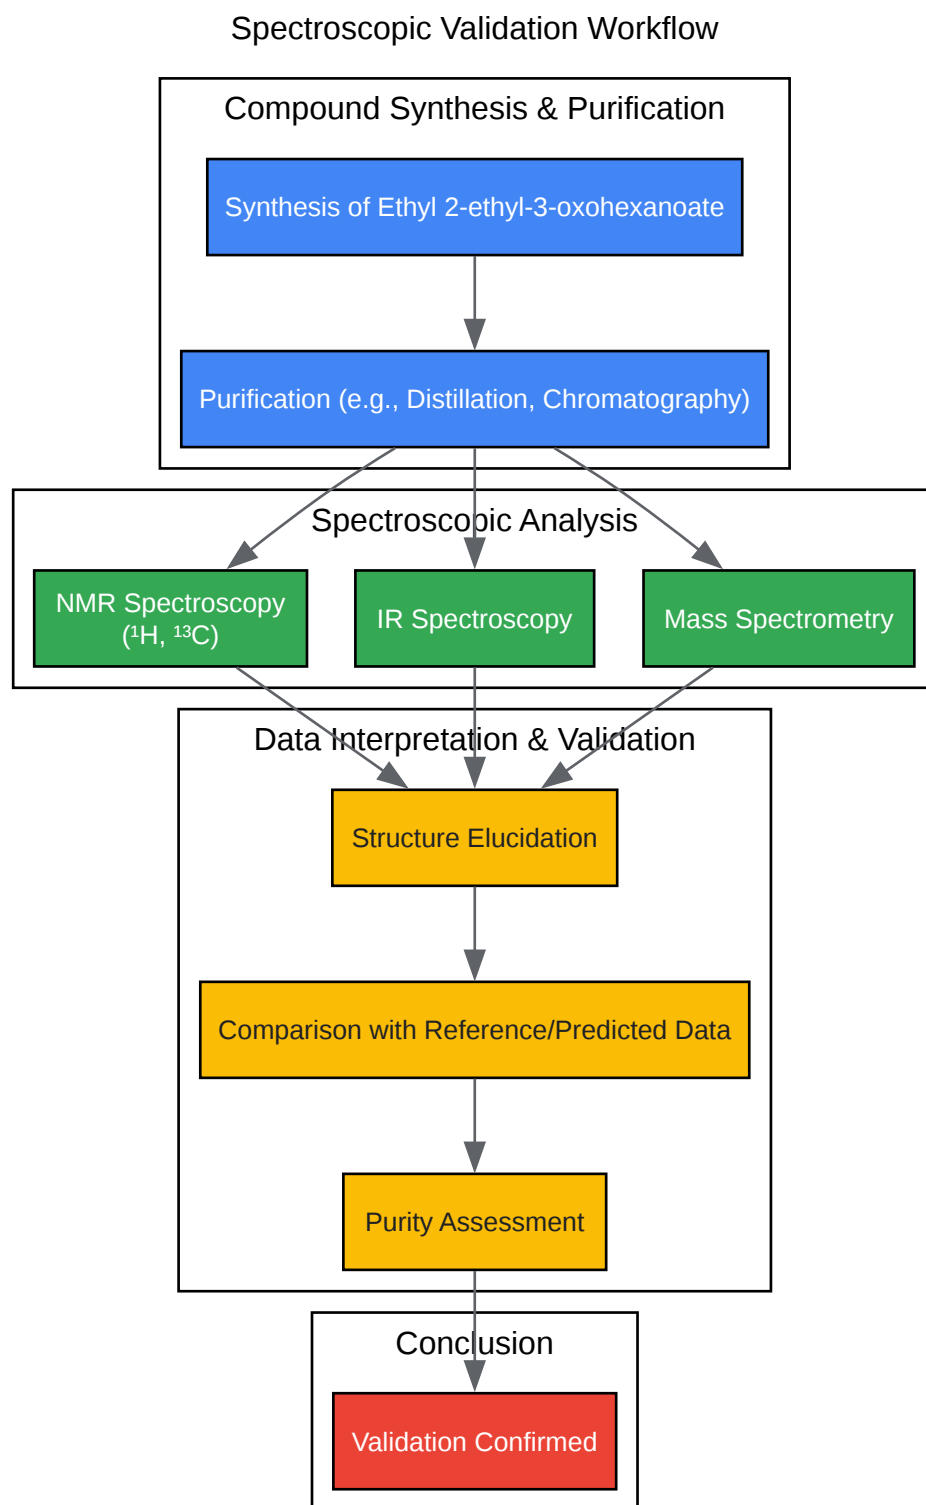 Spectroscopic Validation Workflow
Compound Synthesis & Purification
Synthesis of Ethyl 2-ethyl-3-oxohexanoate
Purification (e.g., Distillation, Chromatography)
Spectroscopic Analysis
NMR Spectroscopy
(¹H, ¹³C)
IR Spectroscopy
Mass Spectrometry
Data Interpretation & Validation
Structure Elucidation
Comparison with Reference/Predicted Data
Purity Assessment
Conclusion
Validation Confirmed